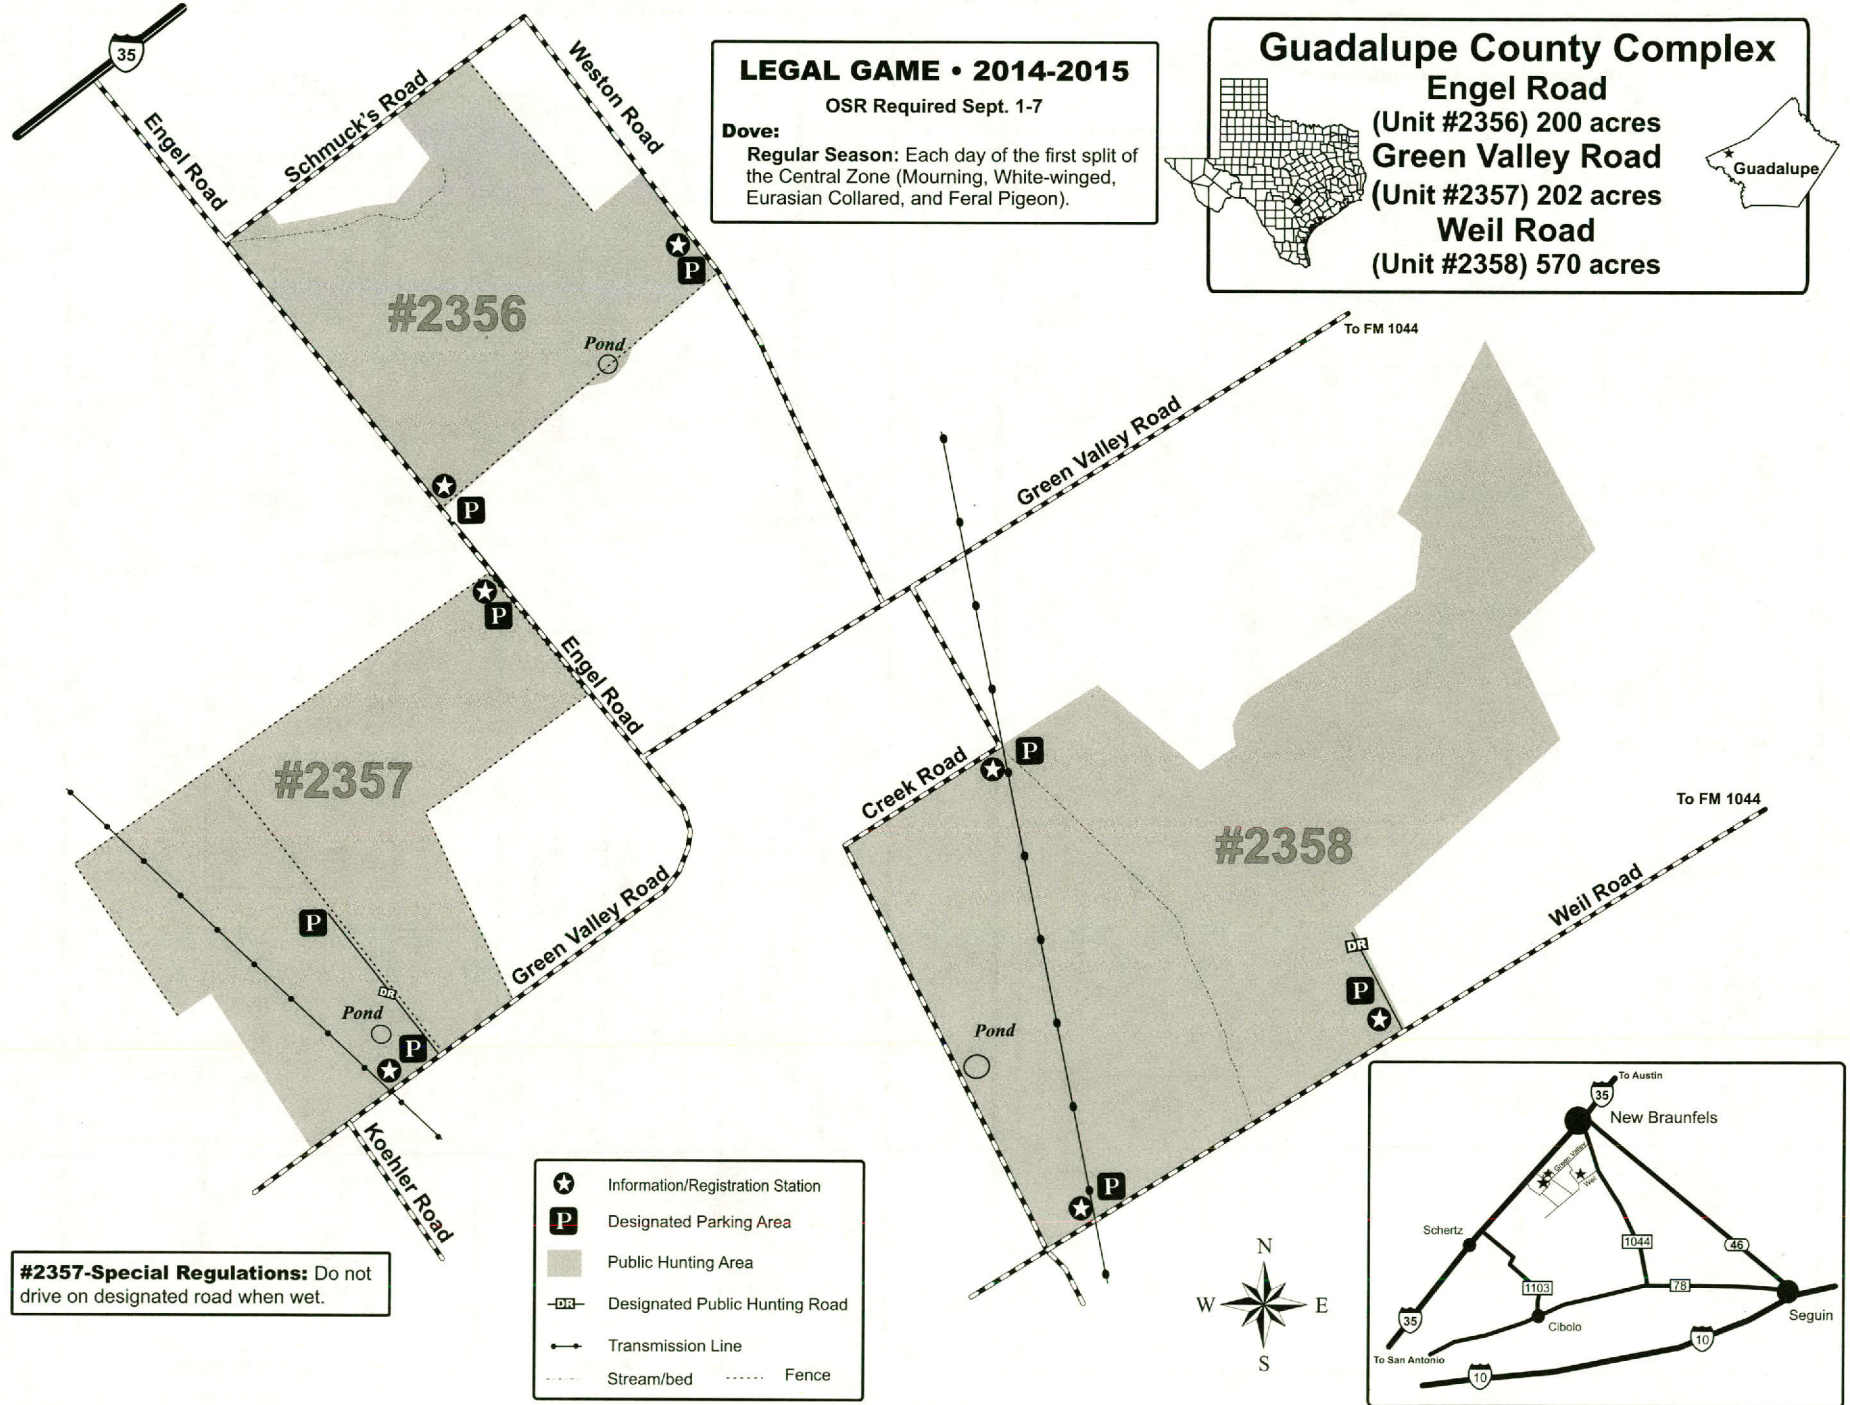 35
Engel Road
Schmuck's Road
Weston Road
LEGAL GAME • 2014-2015
OSR Required Sept. 1-7
Dove:
Regular Season: Each day of the first split of
the Central Zone (Mourning, White-winged,
Eurasian Collared, and Feral Pigeon).
Guadalupe County Complex
Engel Road
(Unit #2356) 200 acres
Green Valley Road
(Unit #2357) 202 acres
Weil Road
(Unit #2358) 570 acres
Guadalupe
P
#2356
Pond
P
To FM 1044
Green Valley Road
P
Engel Road
#2357
P
Creek Road
#2358
To FM 1044
Weil Road
P
Green Valley Road
DR
P
DR
Pond
P
Pond
P
Koehler Road
#2357-Special Regulations: Do not
drive on designated road when wet.
Information/Registration Station
P Designated Parking Area
Public Hunting Area
DR Designated Public Hunting Road
Transmission Line
Stream/bed Fence
N
W E
S
To Austin
35
New Braunfels
Green Valley
Weil
Schertz
1044
46
1103
78
35
Cibolo
Seguin
10
To San Antonio
10